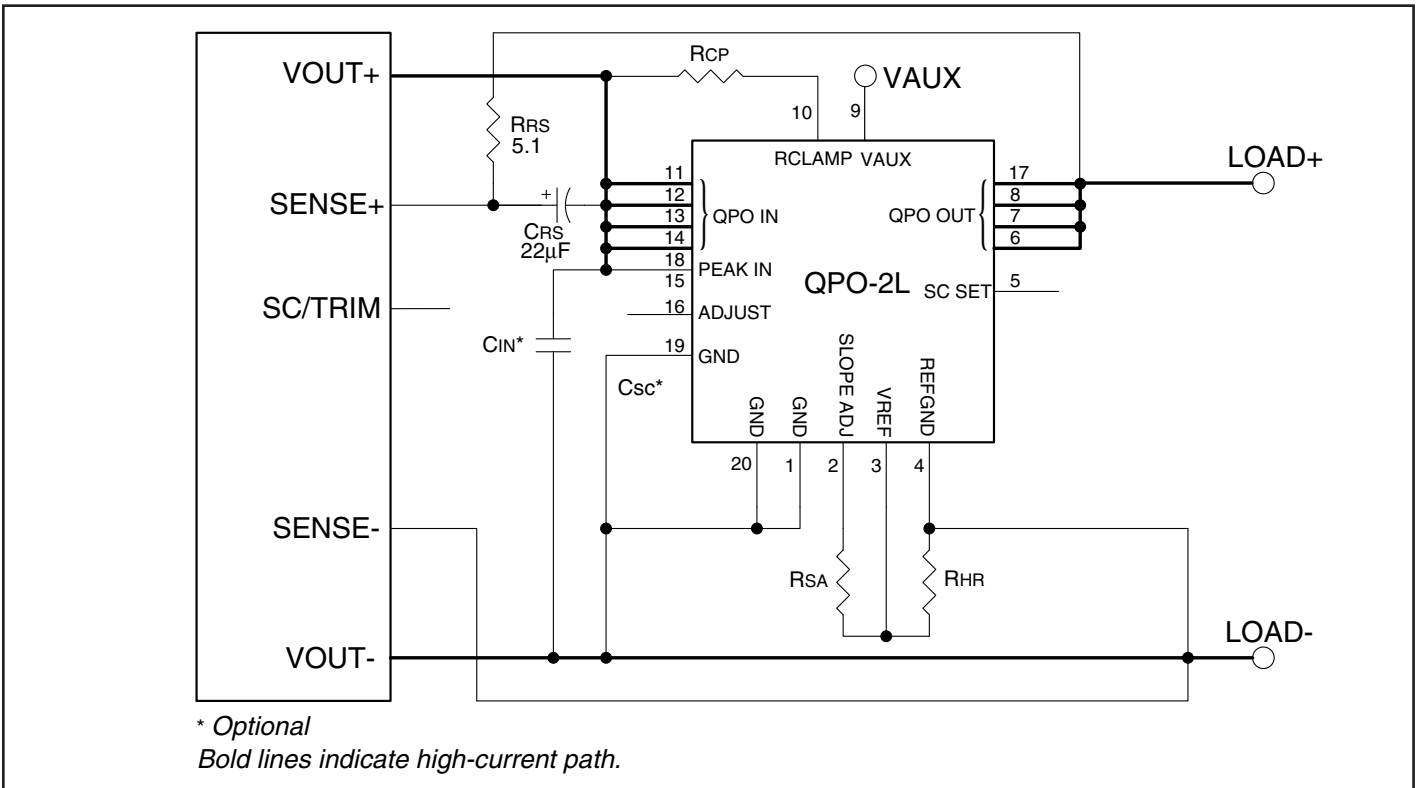 VOUT+
RCP
VAUX
10
9
RRS
5.1
RCLAMP VAUX
LOAD+
SENSE+
+
CRS
22µF
11
12
13
14
QPO IN
QPO OUT
17
8
7
6
18
15
PEAK IN
QPO-2L
SC SET
5
SC/TRIM
16
ADJUST
CIN*
19
GND
Csc*
GND
GND
SLOPE ADJ
VREF
REFGND
20
1
2
3
4
SENSE-
RSA
RHR
LOAD-
VOUT-
* Optional
Bold lines indicate high-current path.